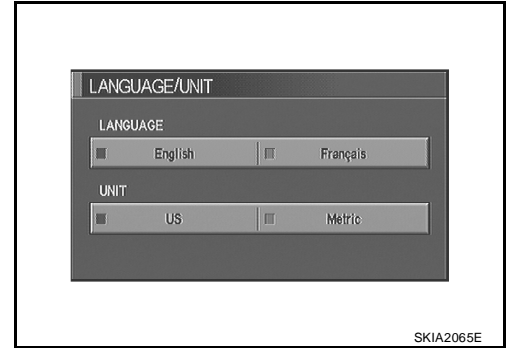 LANGUAGE/UNIT
LANGUAGE
English Français
UNIT
US Metric
SKIA2065E